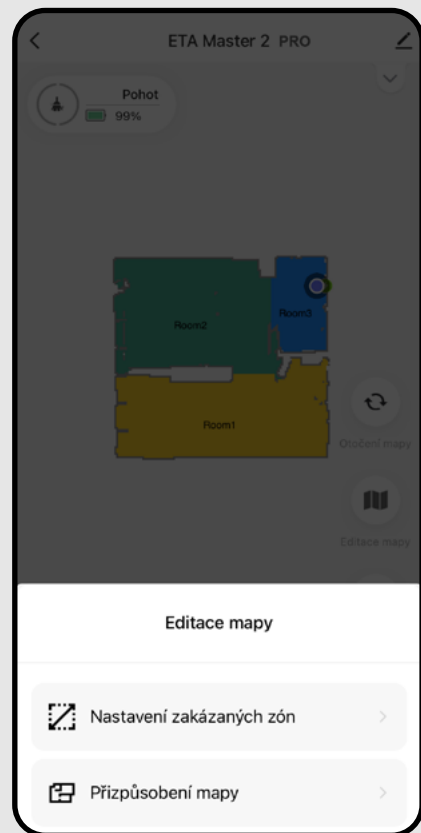 ETA Master 2 PRO
Pohot
99%
Room2
Room3
Room1
Otočení mapy
Editace mapy
Editace mapy
Nastavení zakázaných zón
Přizpůsobení mapy